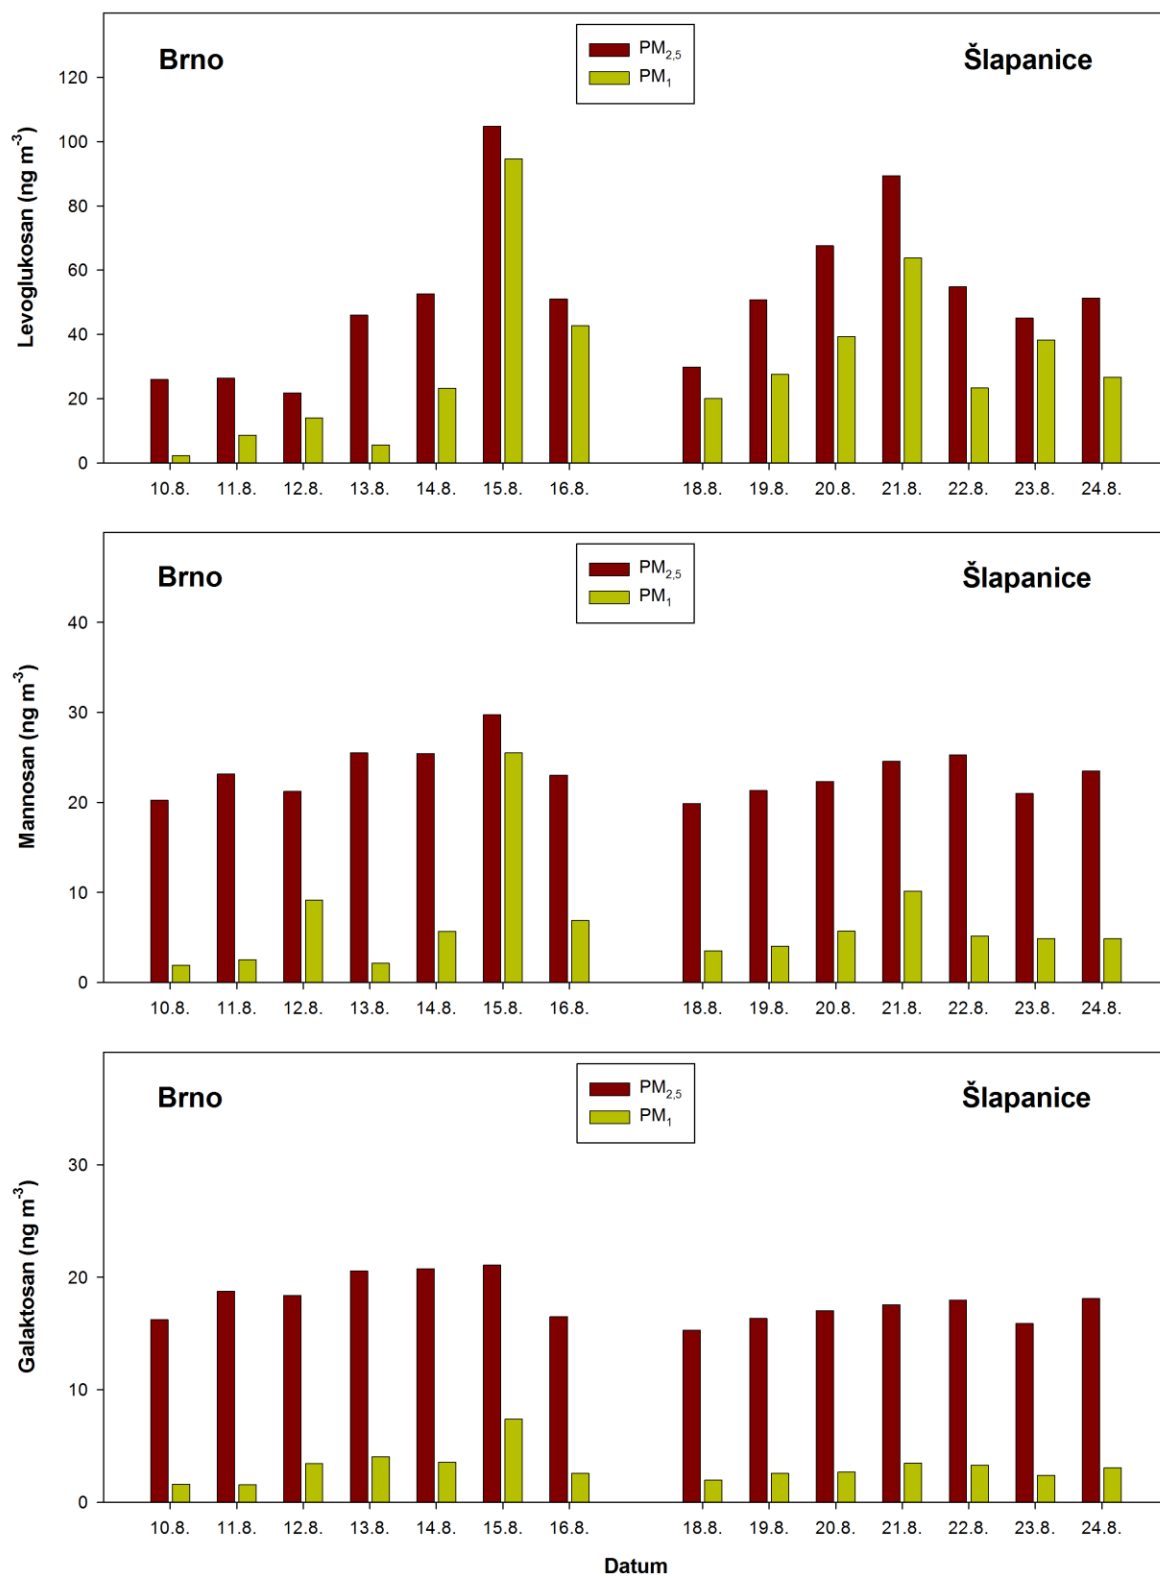 Brno
PM2,5
PM1
Šlapanice
Levoglukosan (ng m-3)
120
100
80
60
40
20
0
10.8. 11.8. 12.8. 13.8. 14.8. 15.8. 16.8. 18.8. 19.8. 20.8. 21.8. 22.8. 23.8. 24.8.
Brno
PM2,5
PM1
Šlapanice
Mannosan (ng m-3)
40
30
20
10
0
10.8. 11.8. 12.8. 13.8. 14.8. 15.8. 16.8. 18.8. 19.8. 20.8. 21.8. 22.8. 23.8. 24.8.
Brno
PM2,5
PM1
Šlapanice
Galaktosan (ng m-3)
30
20
10
0
10.8. 11.8. 12.8. 13.8. 14.8. 15.8. 16.8. 18.8. 19.8. 20.8. 21.8. 22.8. 23.8. 24.8.
Datum